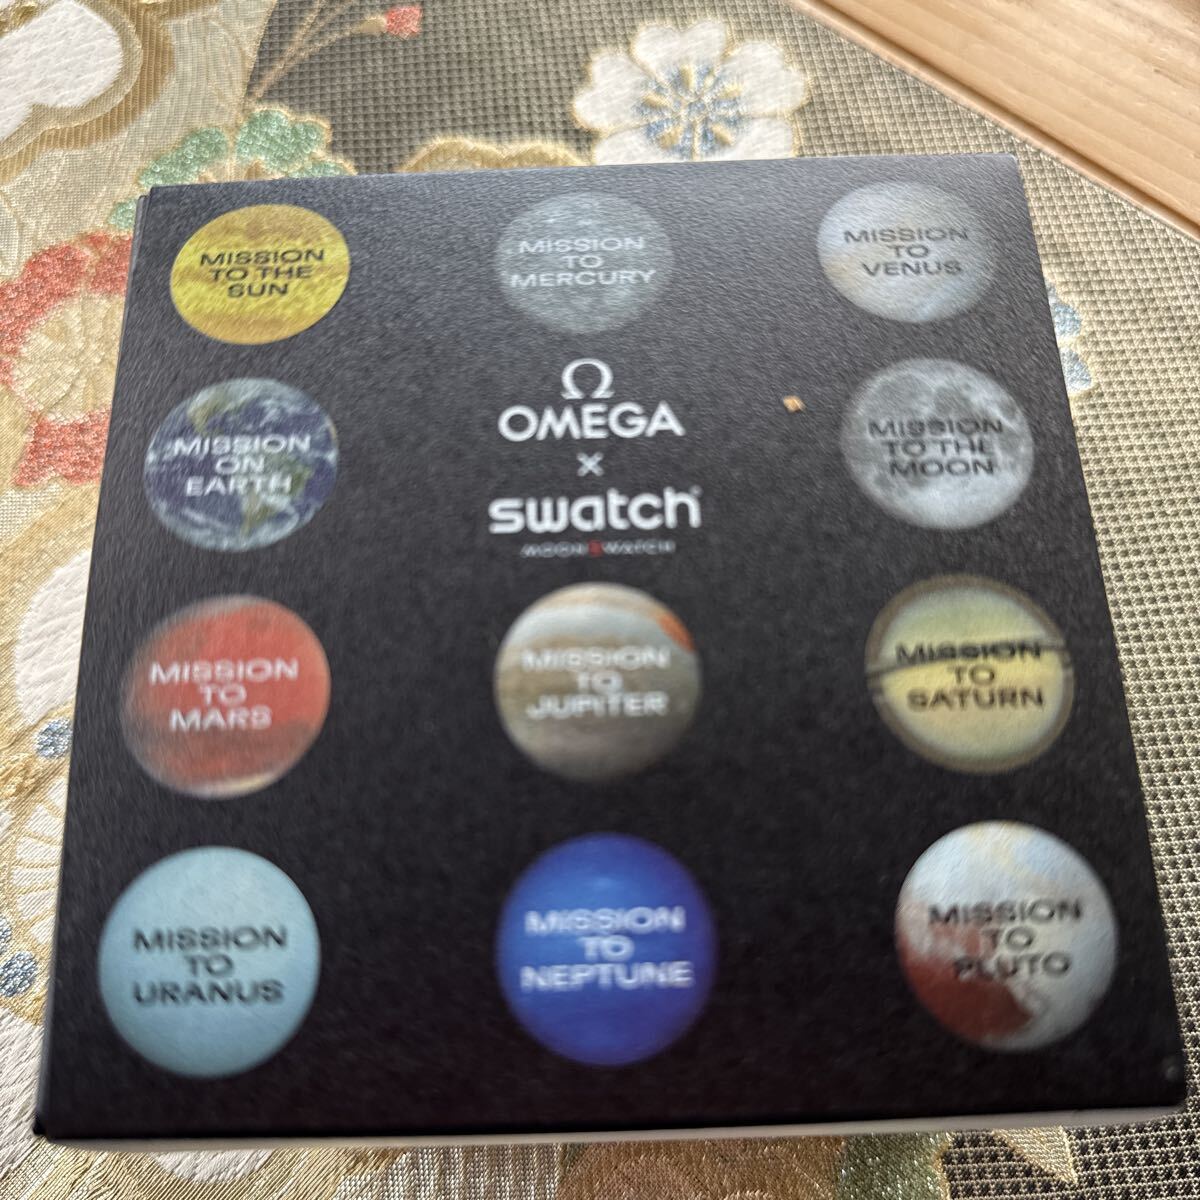 MISSION
TO THE
SUN
MISSION
TO
MERCURY
MISSION
TO
VENUS
MISSION
ON
EARTH
Ω
OMEGA
x
swatch
MOONSWATCH
MISSION
TO THE
MOON
MISSION
TO
MARS
MISSION
TO
JUPITER
MISSION
TO
SATURN
MISSION
TO
URANUS
MISSION
TO
NEPTUNE
MISSION
TO
PLUTO